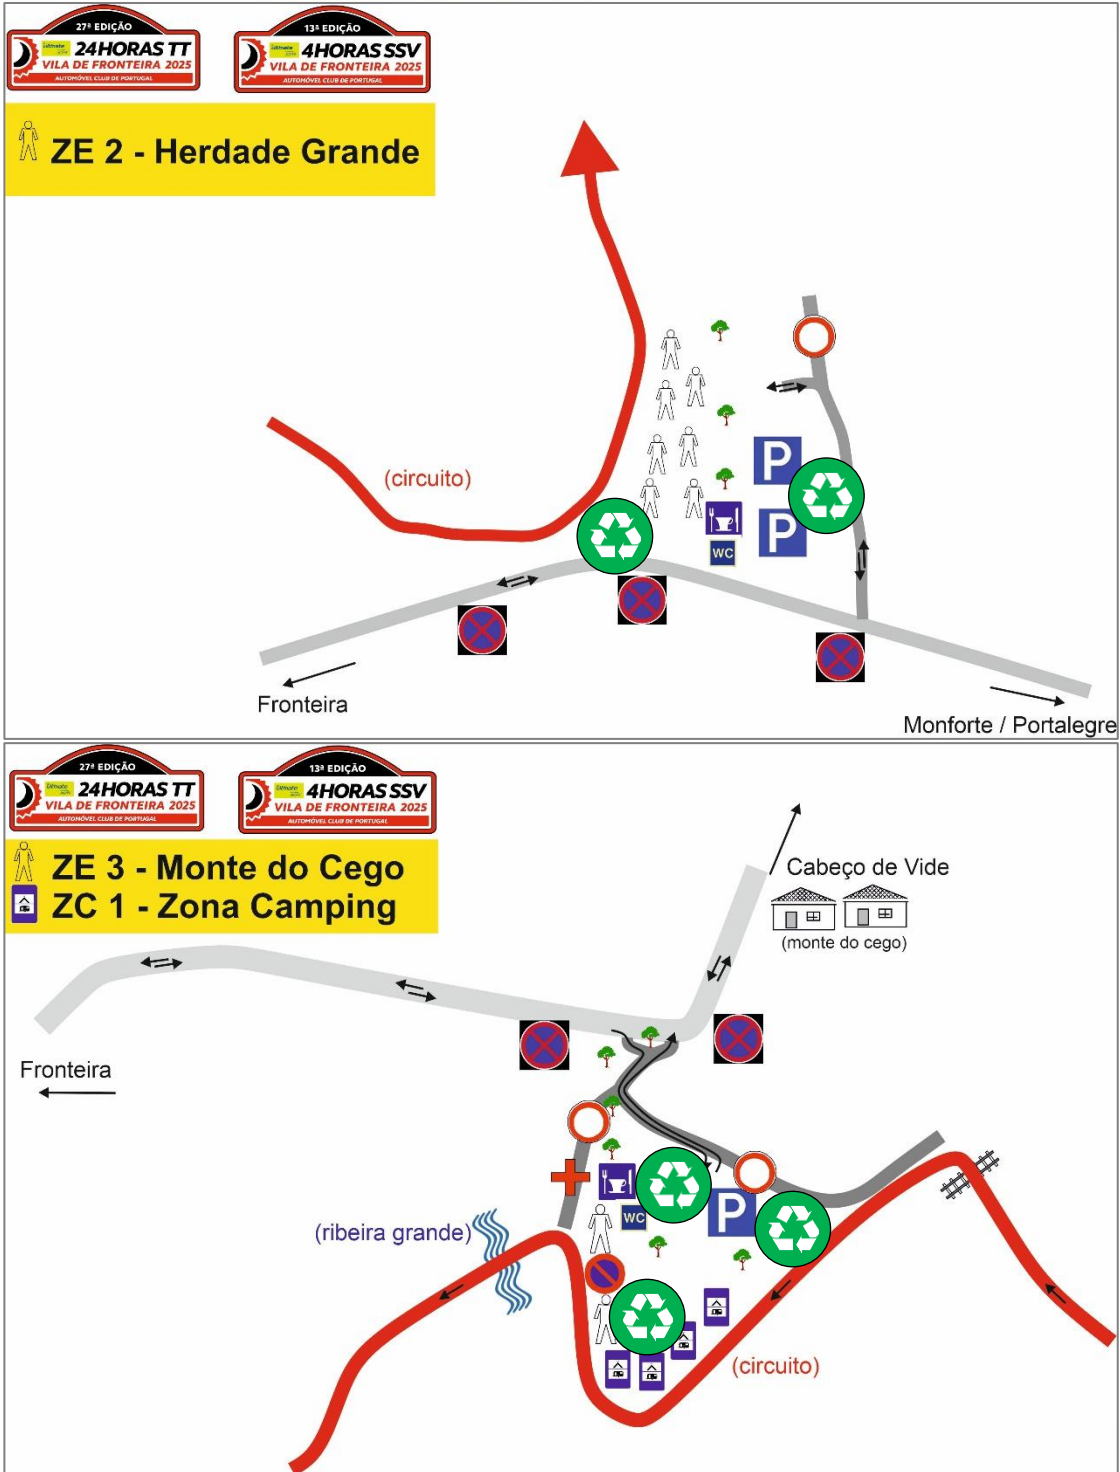 27ª EDIÇÃO
24HORAS TT
VILA DE FRONTEIRA 2025
AUTOMÓVEL CLUB DE PORTUGAL
13ª EDIÇÃO
4HORAS SSV
VILA DE FRONTEIRA 2025
AUTOMÓVEL CLUB DE PORTUGAL
ZE 2 - Herdade Grande
(circuito)
P
P
WC
Fronteira
Monforte / Portalegre
27ª EDIÇÃO
24HORAS TT
VILA DE FRONTEIRA 2025
AUTOMÓVEL CLUB DE PORTUGAL
13ª EDIÇÃO
4HORAS SSV
VILA DE FRONTEIRA 2025
AUTOMÓVEL CLUB DE PORTUGAL
ZE 3 - Monte do Cego
ZC 1 - Zona Camping
Cabeço de Vide
(monte do cego)
Fronteira
P
WC
(ribeira grande)
(circuito)